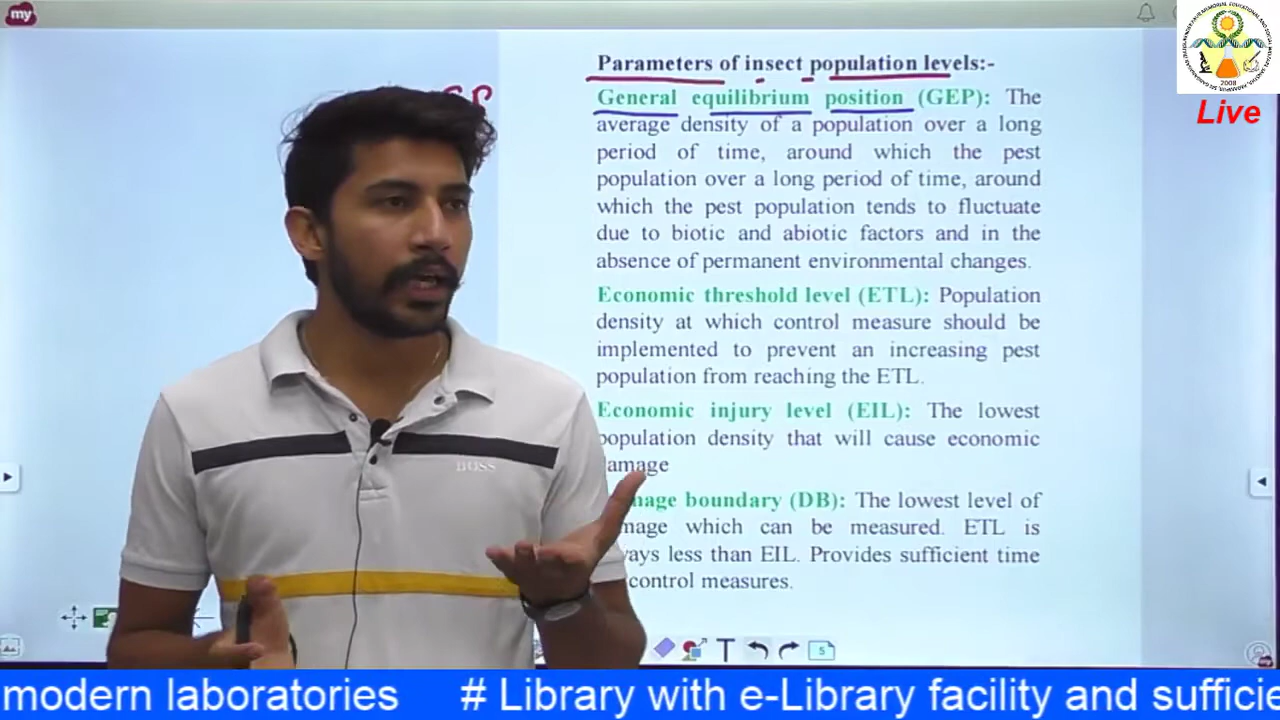 my
Parameters of insect population levels:-
General equilibrium position (GEP): The
average density of a population over a long
period of time, around which the pest
population over a long period of time, around
which the pest population tends to fluctuate
due to biotic and abiotic factors and in the
absence of permanent environmental changes.
Economic threshold level (ETL): Population
density at which control measure should be
implemented to prevent an increasing pest
population from reaching the ETL.
Economic injury level (EIL): The lowest
population density that will cause economic
amage
mage boundary (DB): The lowest level of
mage which can be measured. ETL is
ways less than EIL. Provides sufficient time
control measures.
BOSS
T
5
2008
Live
modern laboratories # Library with e-Library facility and sufficie